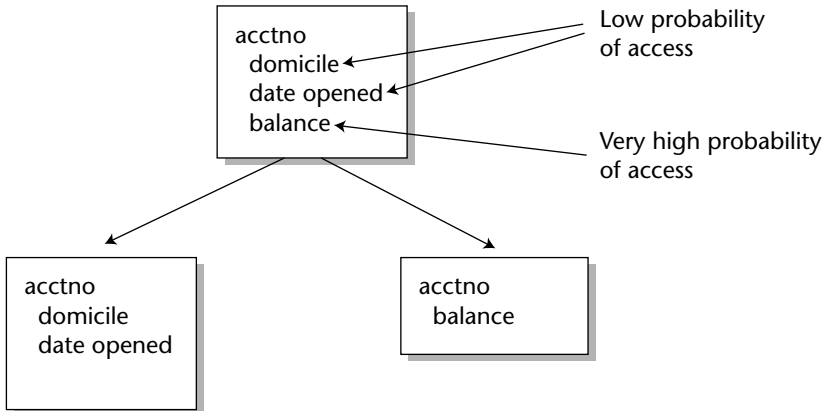 acctno
domicile
date opened
balance
Low probability
of access
Very high probability
of access
acctno
domicile
date opened
acctno
balance